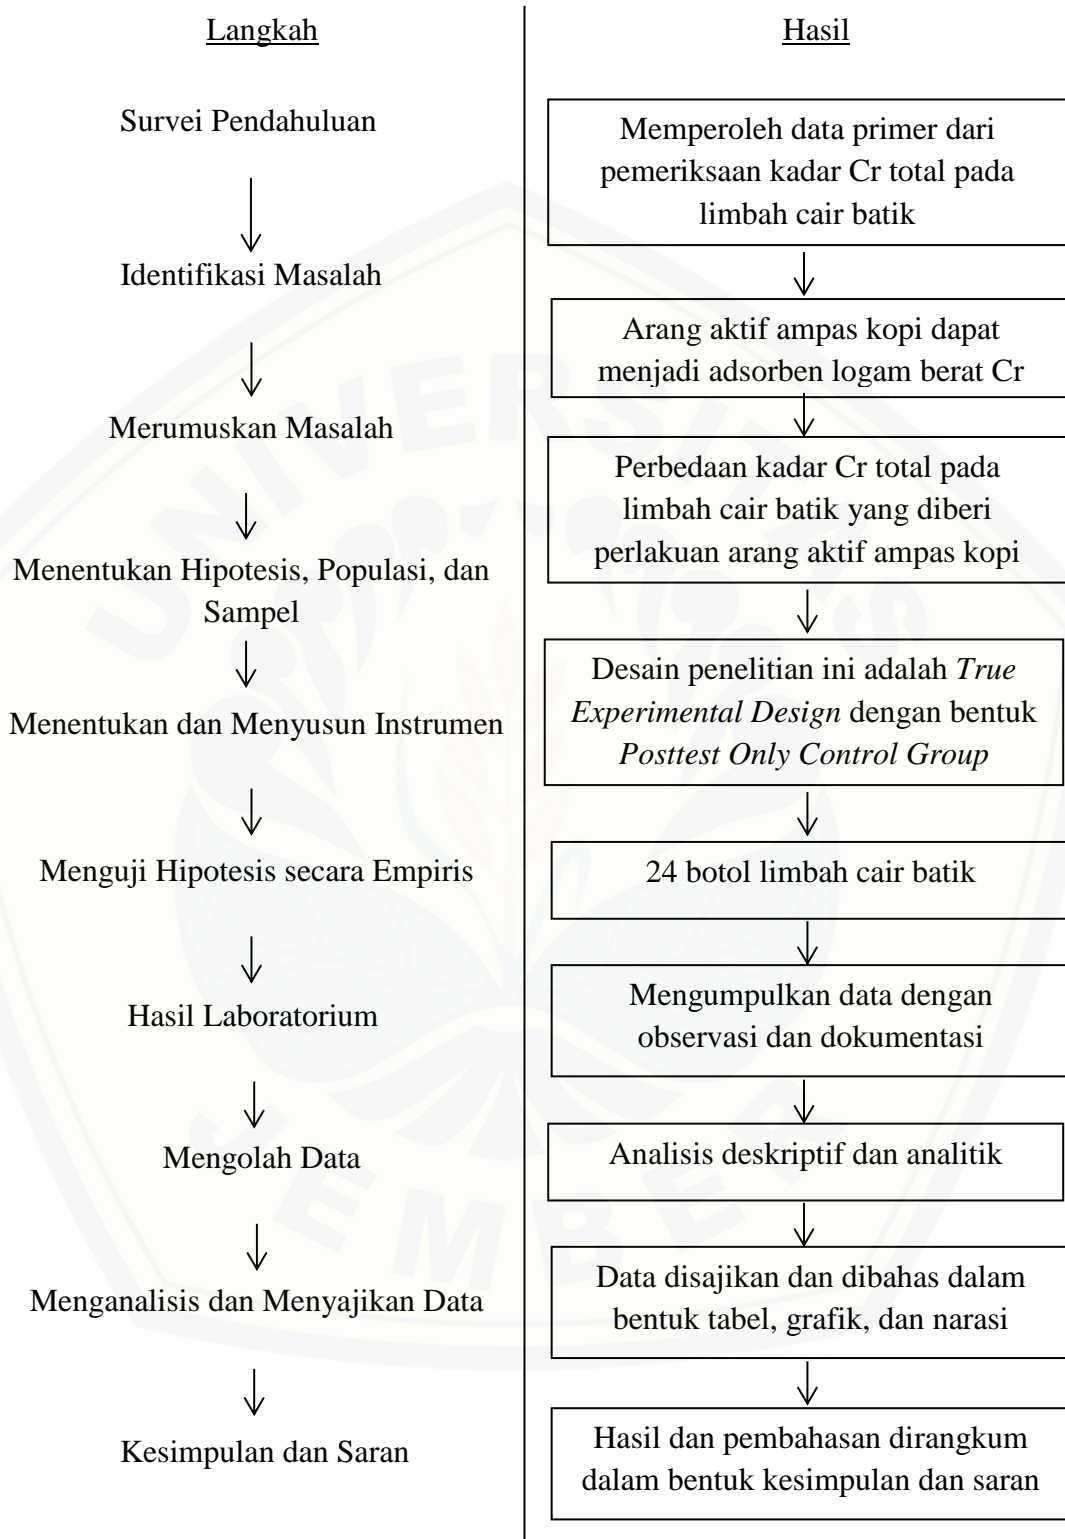 Langkah
Survei Pendahuluan
Identifikasi Masalah
Merumuskan Masalah
Menentukan Hipotesis, Populasi, dan
Sampel
Menentukan dan Menyusun Instrumen
Menguji Hipotesis secara Empiris
Hasil Laboratorium
Mengolah Data
Menganalisis dan Menyajikan Data
Kesimpulan dan Saran
Hasil
Memperoleh data primer dari
pemeriksaan kadar Cr total pada
limbah cair batik
Arang aktif ampas kopi dapat
menjadi adsorben logam berat Cr
Perbedaan kadar Cr total pada
limbah cair batik yang diberi
perlakuan arang aktif ampas kopi
Desain penelitian ini adalah True
Experimental Design dengan bentuk
Posttest Only Control Group
24 botol limbah cair batik
Mengumpulkan data dengan
observasi dan dokumentasi
Analisis deskriptif dan analitik
Data disajikan dan dibahas dalam
bentuk tabel, grafik, dan narasi
Hasil dan pembahasan dirangkum
dalam bentuk kesimpulan dan saran
UNIVERSITAS
JEMBER